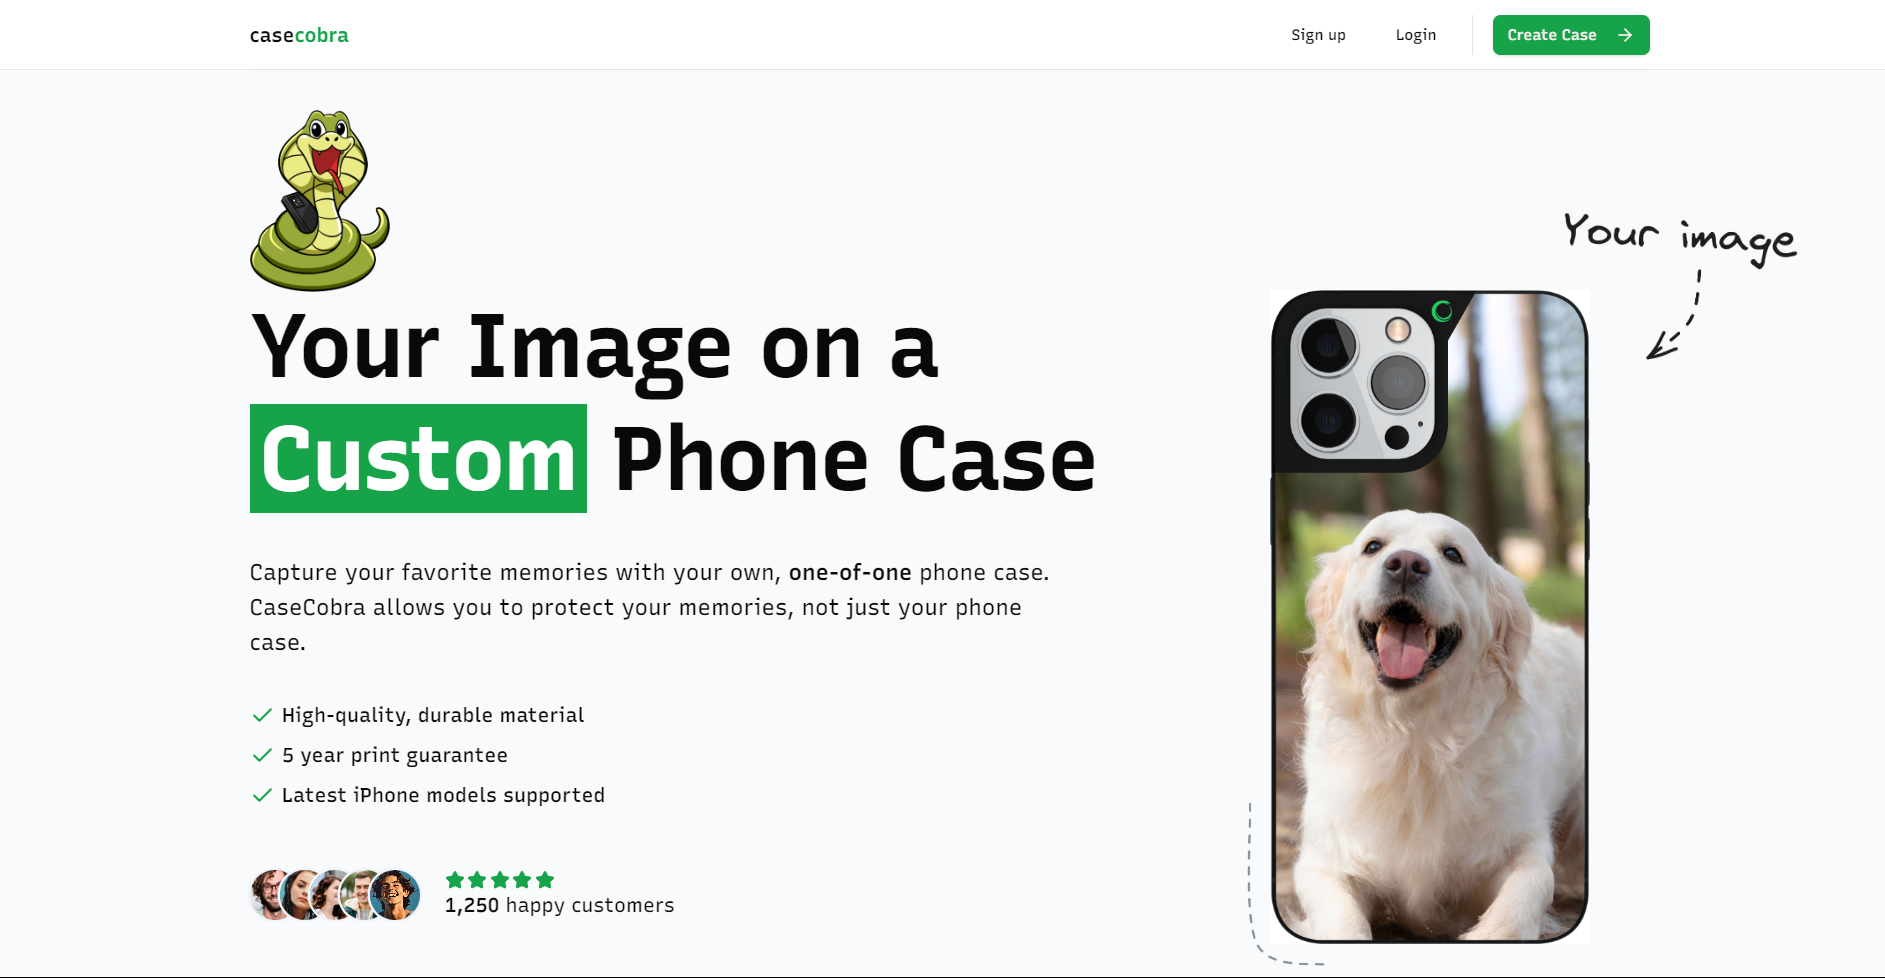 casecobra
Sign up
Login
Create Case
Your image
Your Image on a
Custom Phone Case
Capture your favorite memories with your own, one-of-one phone case.
CaseCobra allows you to protect your memories, not just your phone
case.
High-quality, durable material
5 year print guarantee
Latest iPhone models supported
1,250 happy customers